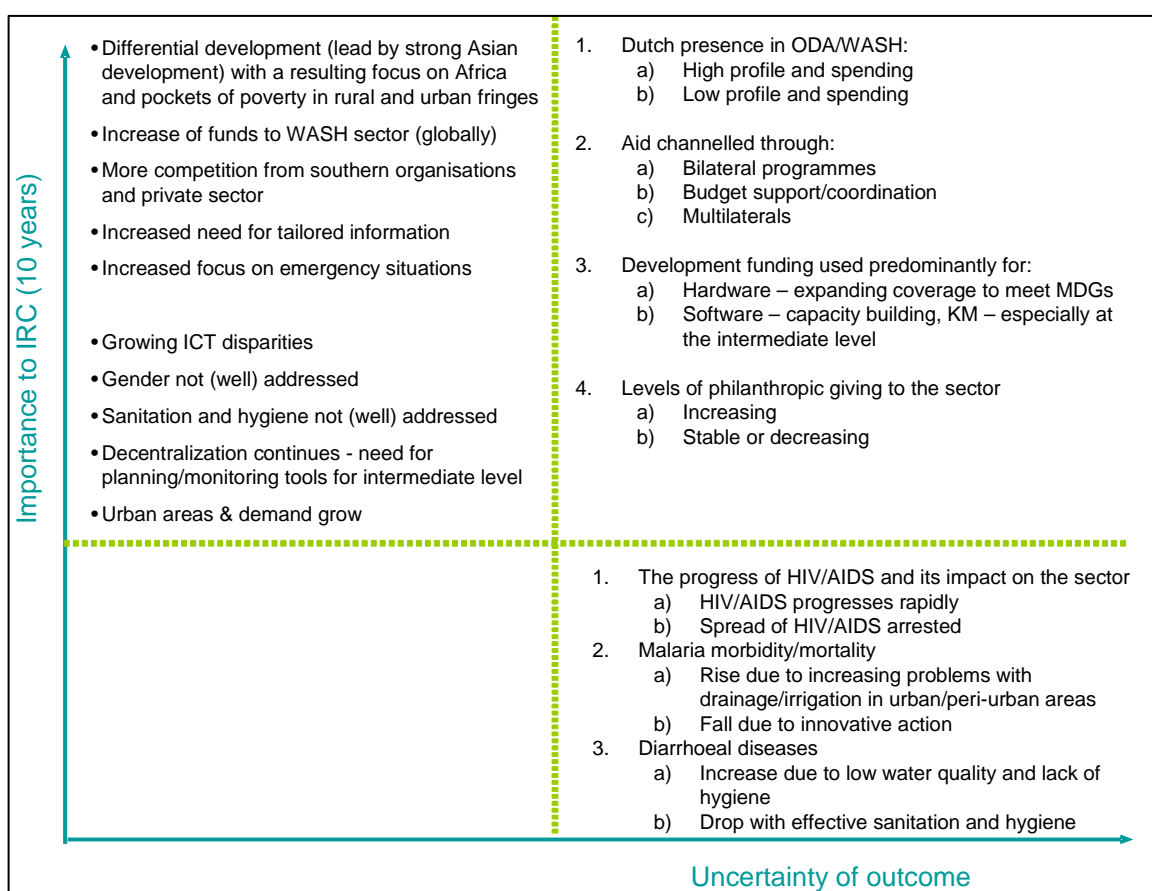 Importance to IRC (10 years)
• Differential development (lead by strong Asian
development) with a resulting focus on Africa
and pockets of poverty in rural and urban fringes
• Increase of funds to WASH sector (globally)
• More competition from southern organisations
and private sector
• Increased need for tailored information
• Increased focus on emergency situations
• Growing ICT disparities
• Gender not (well) addressed
• Sanitation and hygiene not (well) addressed
• Decentralization continues - need for
planning/monitoring tools for intermediate level
• Urban areas & demand grow
1. Dutch presence in ODA/WASH:
a) High profile and spending
b) Low profile and spending
2. Aid channelled through:
a) Bilateral programmes
b) Budget support/coordination
c) Multilaterals
3. Development funding used predominantly for:
a) Hardware – expanding coverage to meet MDGs
b) Software – capacity building, KM – especially at
the intermediate level
4. Levels of philanthropic giving to the sector
a) Increasing
b) Stable or decreasing
1. The progress of HIV/AIDS and its impact on the sector
a) HIV/AIDS progresses rapidly
b) Spread of HIV/AIDS arrested
2. Malaria morbidity/mortality
a) Rise due to increasing problems with
drainage/irrigation in urban/peri-urban areas
b) Fall due to innovative action
3. Diarrhoeal diseases
a) Increase due to low water quality and lack of
hygiene
b) Drop with effective sanitation and hygiene
Uncertainty of outcome